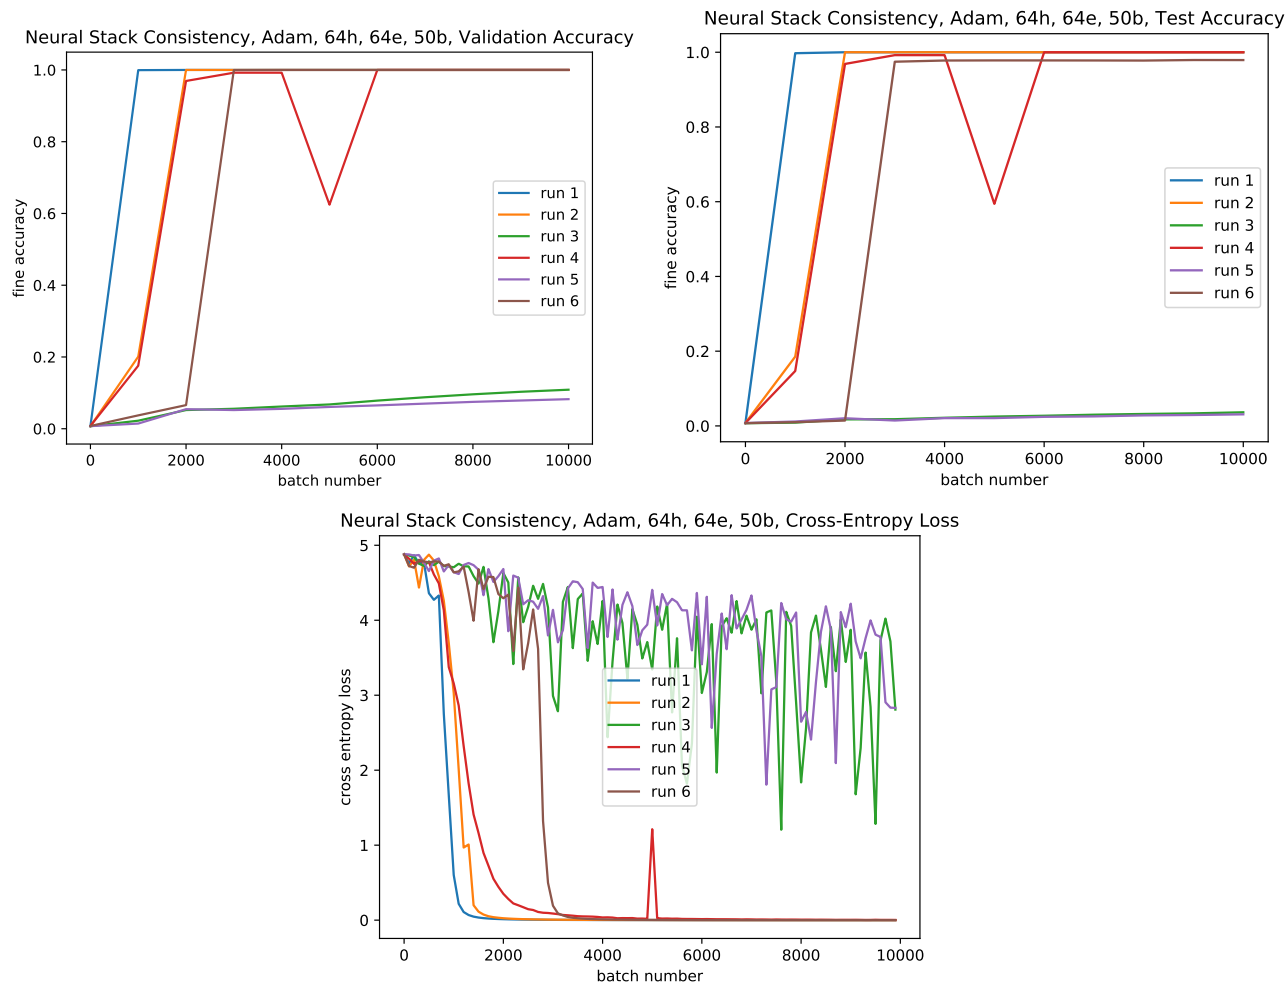 Neural Stack Consistency, Adam, 64h, 64e, 50b, Validation Accuracy
1.0
0.8
0.6
0.4
0.2
0.0
fine accuracy
run 1
run 2
run 3
run 4
run 5
run 6
0 2000 4000 6000 8000 10000
batch number
Neural Stack Consistency, Adam, 64h, 64e, 50b, Test Accuracy
1.0
0.8
0.6
0.4
0.2
0.0
fine accuracy
run 1
run 2
run 3
run 4
run 5
run 6
0 2000 4000 6000 8000 10000
batch number
Neural Stack Consistency, Adam, 64h, 64e, 50b, Cross-Entropy Loss
5
4
3
2
1
0
cross entropy loss
run 1
run 2
run 3
run 4
run 5
run 6
0 2000 4000 6000 8000 10000
batch number